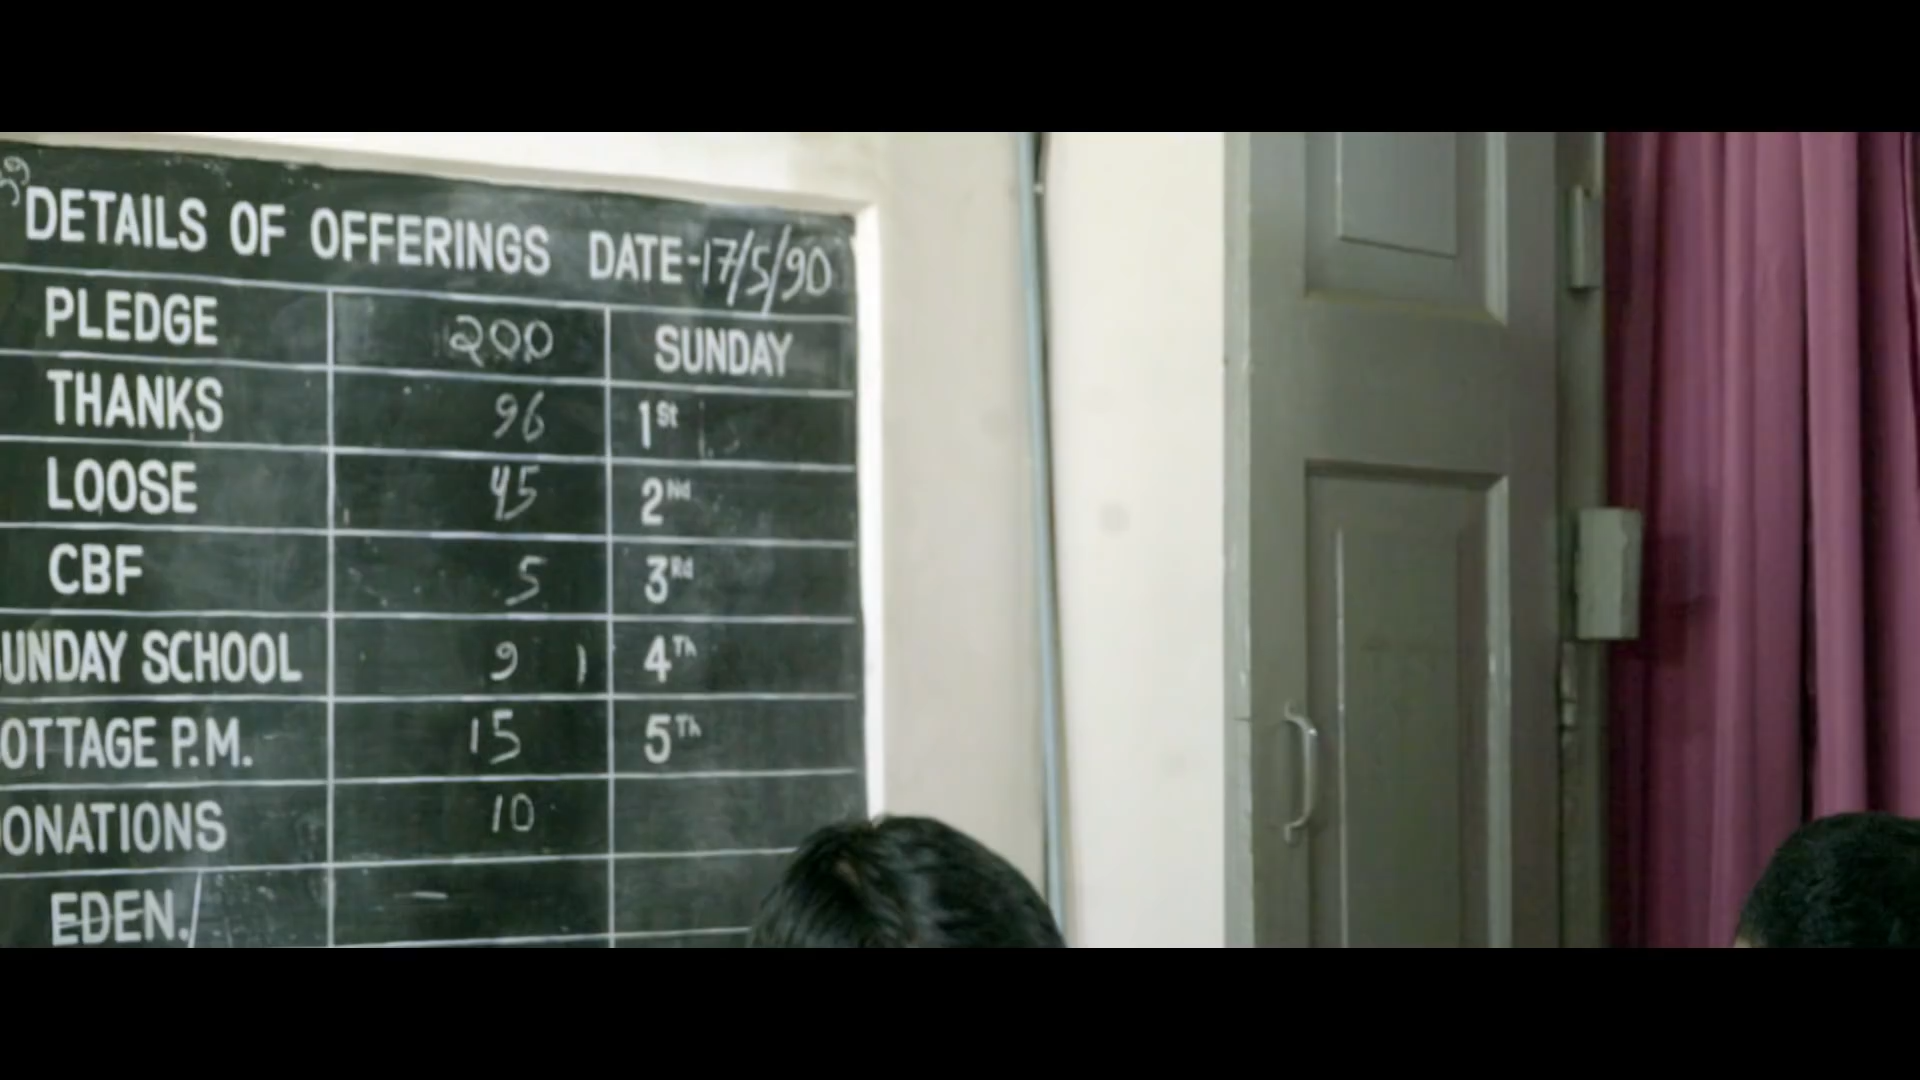 DETAILS OF OFFERINGS DATE-17/5/90
PLEDGE 200 SUNDAY
THANKS 96 1St
LOOSE 45 2Nd
CBF 5 3Rd
UNDAY SCHOOL 9 4Th
OTTAGE P.M. 15 5Th
ONATIONS 10
EDEN. —